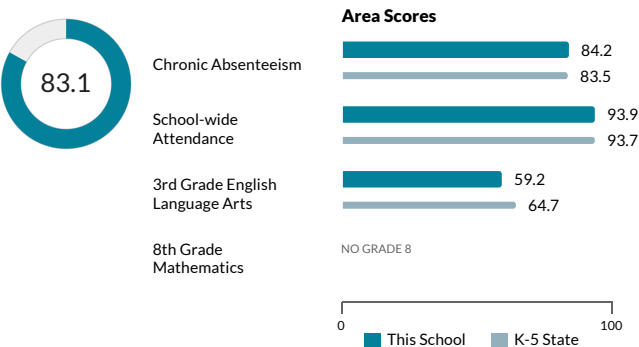 Area Scores
83.1
Chronic Absenteeism
84.2
83.5
School-wide
Attendance
93.9
93.7
3rd Grade English
Language Arts
59.2
64.7
8th Grade
Mathematics
NO GRADE 8
0
100
This School
K-5 State